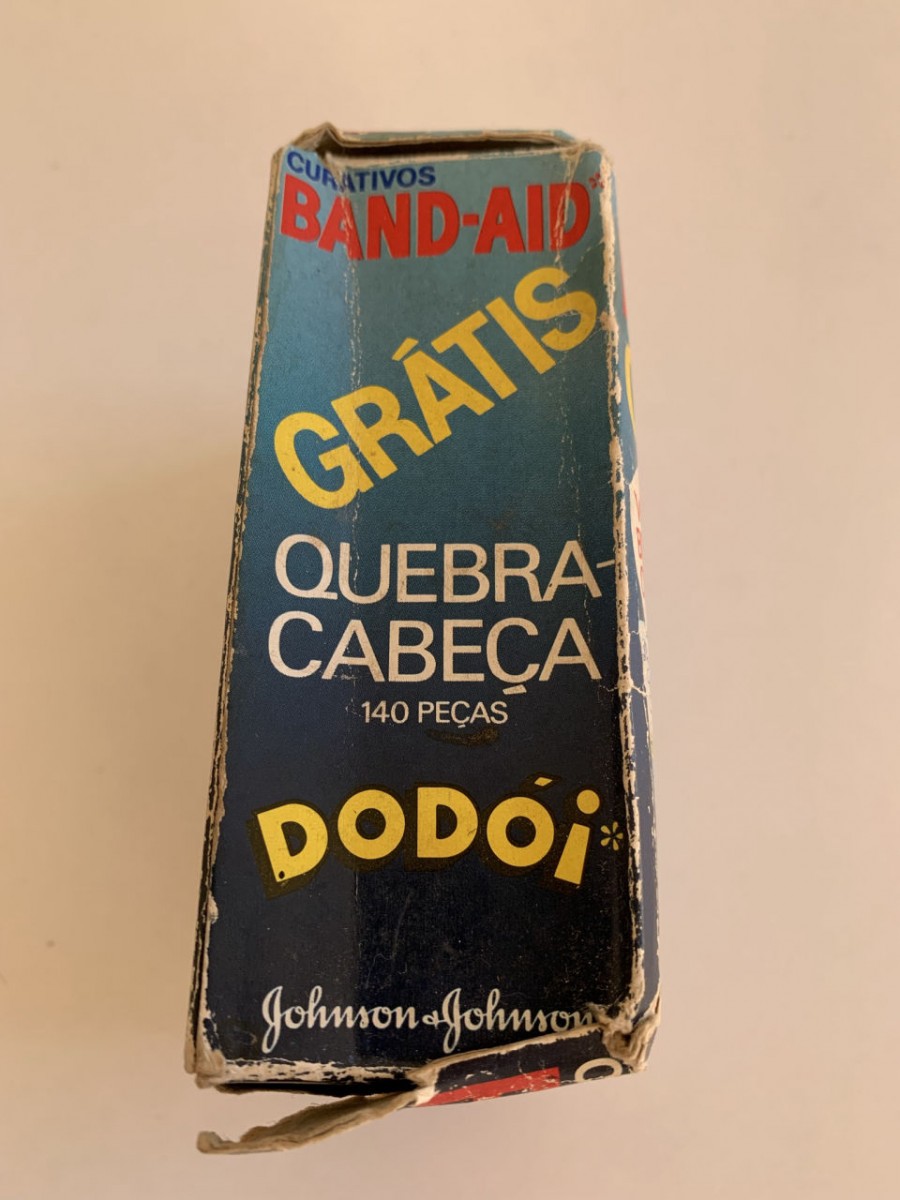 CURATIVOS
BAND-AID*
GRÁTIS
QUEBRA-
CABEÇA
140 PEÇAS
DODÓI*
Johnson & Johnson